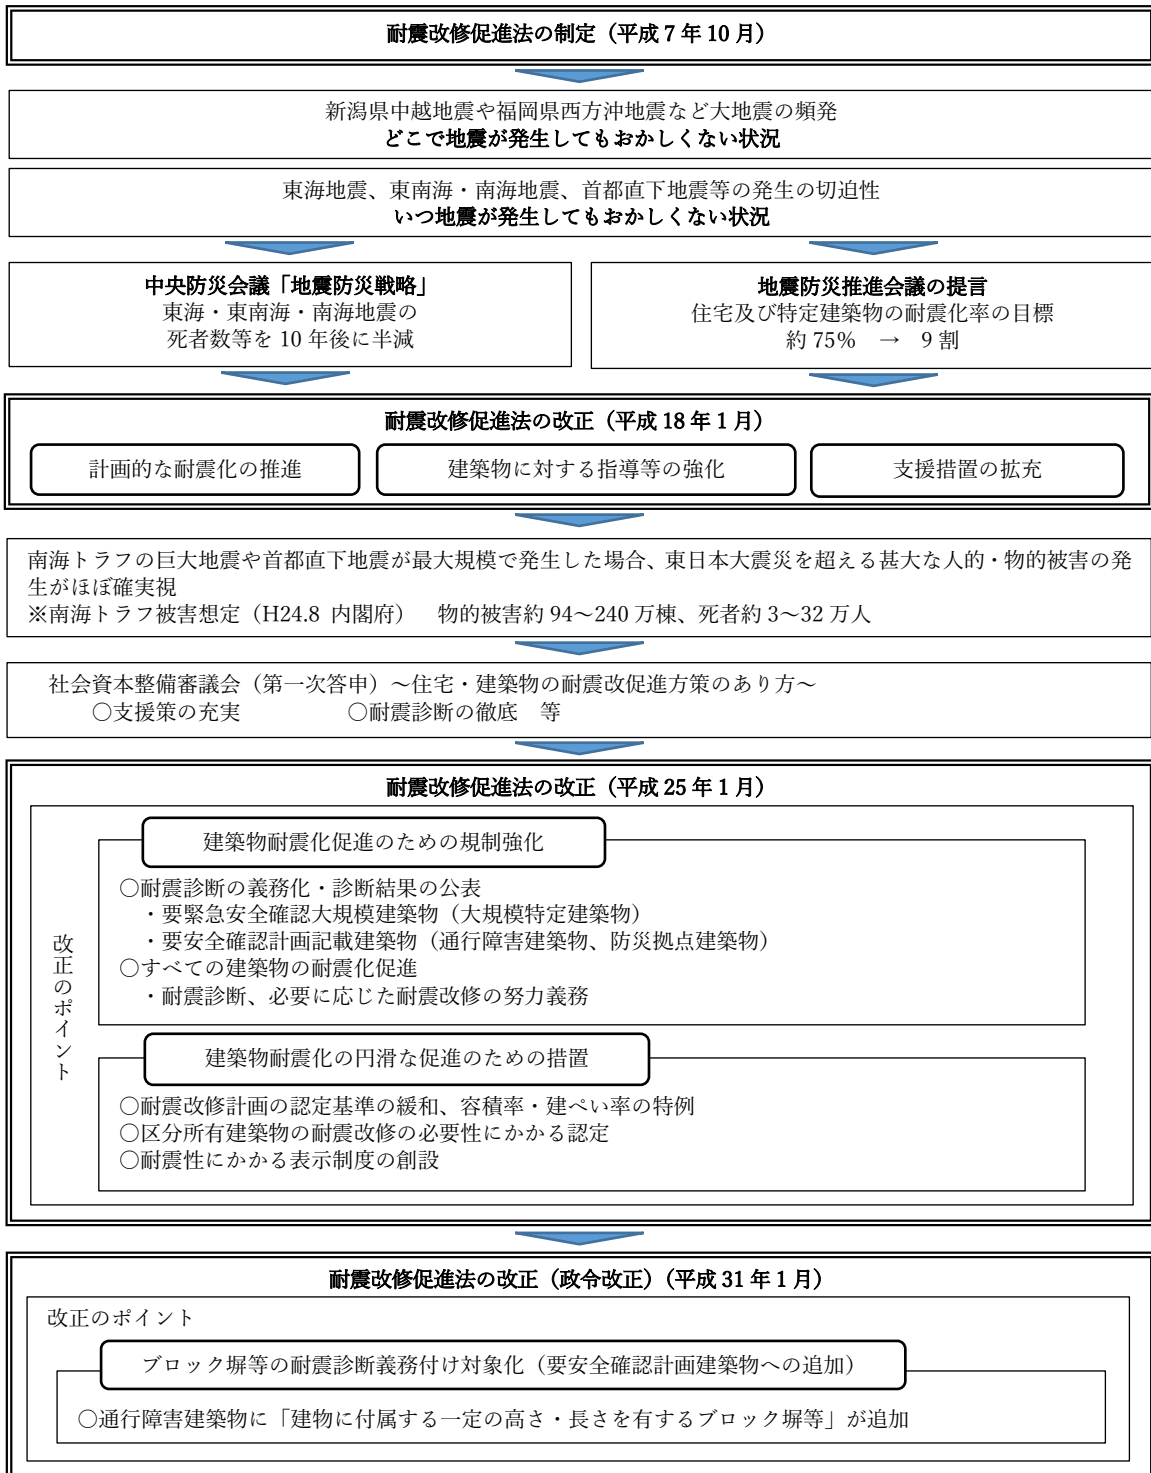 耐震改修促進法の制定（平成7年10月）
新潟県中越地震や福岡県西方沖地震など大地震の頻発
どこで地震が発生してもおかしくない状況
東海地震、東南海・南海地震、首都直下地震等の発生の切迫性
いつ地震が発生してもおかしくない状況
中央防災会議「地震防災戦略」
東海・東南海・南海地震の
死者数等を10年後に半減
地震防災推進会議の提言
住宅及び特定建築物の耐震化率の目標
約75％　→　9割
耐震改修促進法の改正（平成18年1月）
計画的な耐震化の推進
建築物に対する指導等の強化
支援措置の拡充
南海トラフの巨大地震や首都直下地震が最大規模で発生した場合、東日本大震災を超える甚大な人的・物的被害の発
生がほぼ確実視
※南海トラフ被害想定（H24.8 内閣府）　物的被害約94～240万棟、死者約3～32万人
社会資本整備審議会（第一次答申）～住宅・建築物の耐震改促進方策のあり方～
○支援策の充実　　　　　○耐震診断の徹底　等
耐震改修促進法の改正（平成25年1月）
改正のポイント
建築物耐震化促進のための規制強化
○耐震診断の義務化・診断結果の公表
・要緊急安全確認大規模建築物（大規模特定建築物）
・要安全確認計画記載建築物（通行障害建築物、防災拠点建築物）
○すべての建築物の耐震化促進
・耐震診断、必要に応じた耐震改修の努力義務
建築物耐震化の円滑な促進のための措置
○耐震改修計画の認定基準の緩和、容積率・建ぺい率の特例
○区分所有建築物の耐震改修の必要性にかかる認定
○耐震性にかかる表示制度の創設
耐震改修促進法の改正（政令改正）（平成31年1月）
改正のポイント
ブロック塀等の耐震診断義務付け対象化（要安全確認計画建築物への追加）
○通行障害建築物に「建物に付属する一定の高さ・長さを有するブロック塀等」が追加